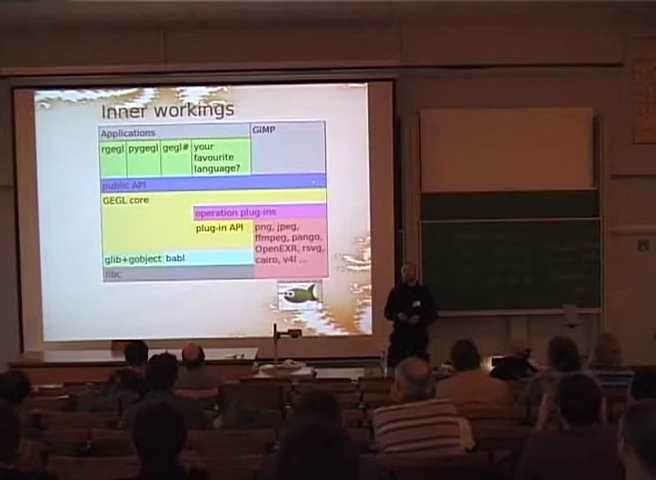 Inner workings
Applications
GIMP
rgegl pygegl gegl# your
favourite
language?
public API
GEGL core
operation plug-ins
plug-in API
png, jpeg,
ffmpeg, pango,
OpenEXR, rsvg,
cairo, v4l ...
glib+gobject babl
libc